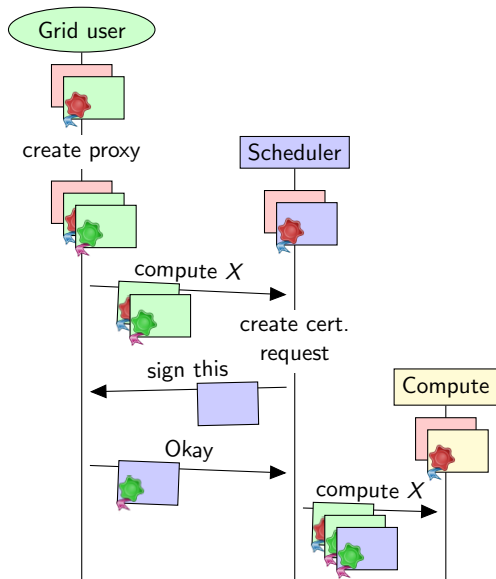 Grid user
create proxy
Scheduler
compute X
create cert.
request
sign this
Compute
Okay
compute X